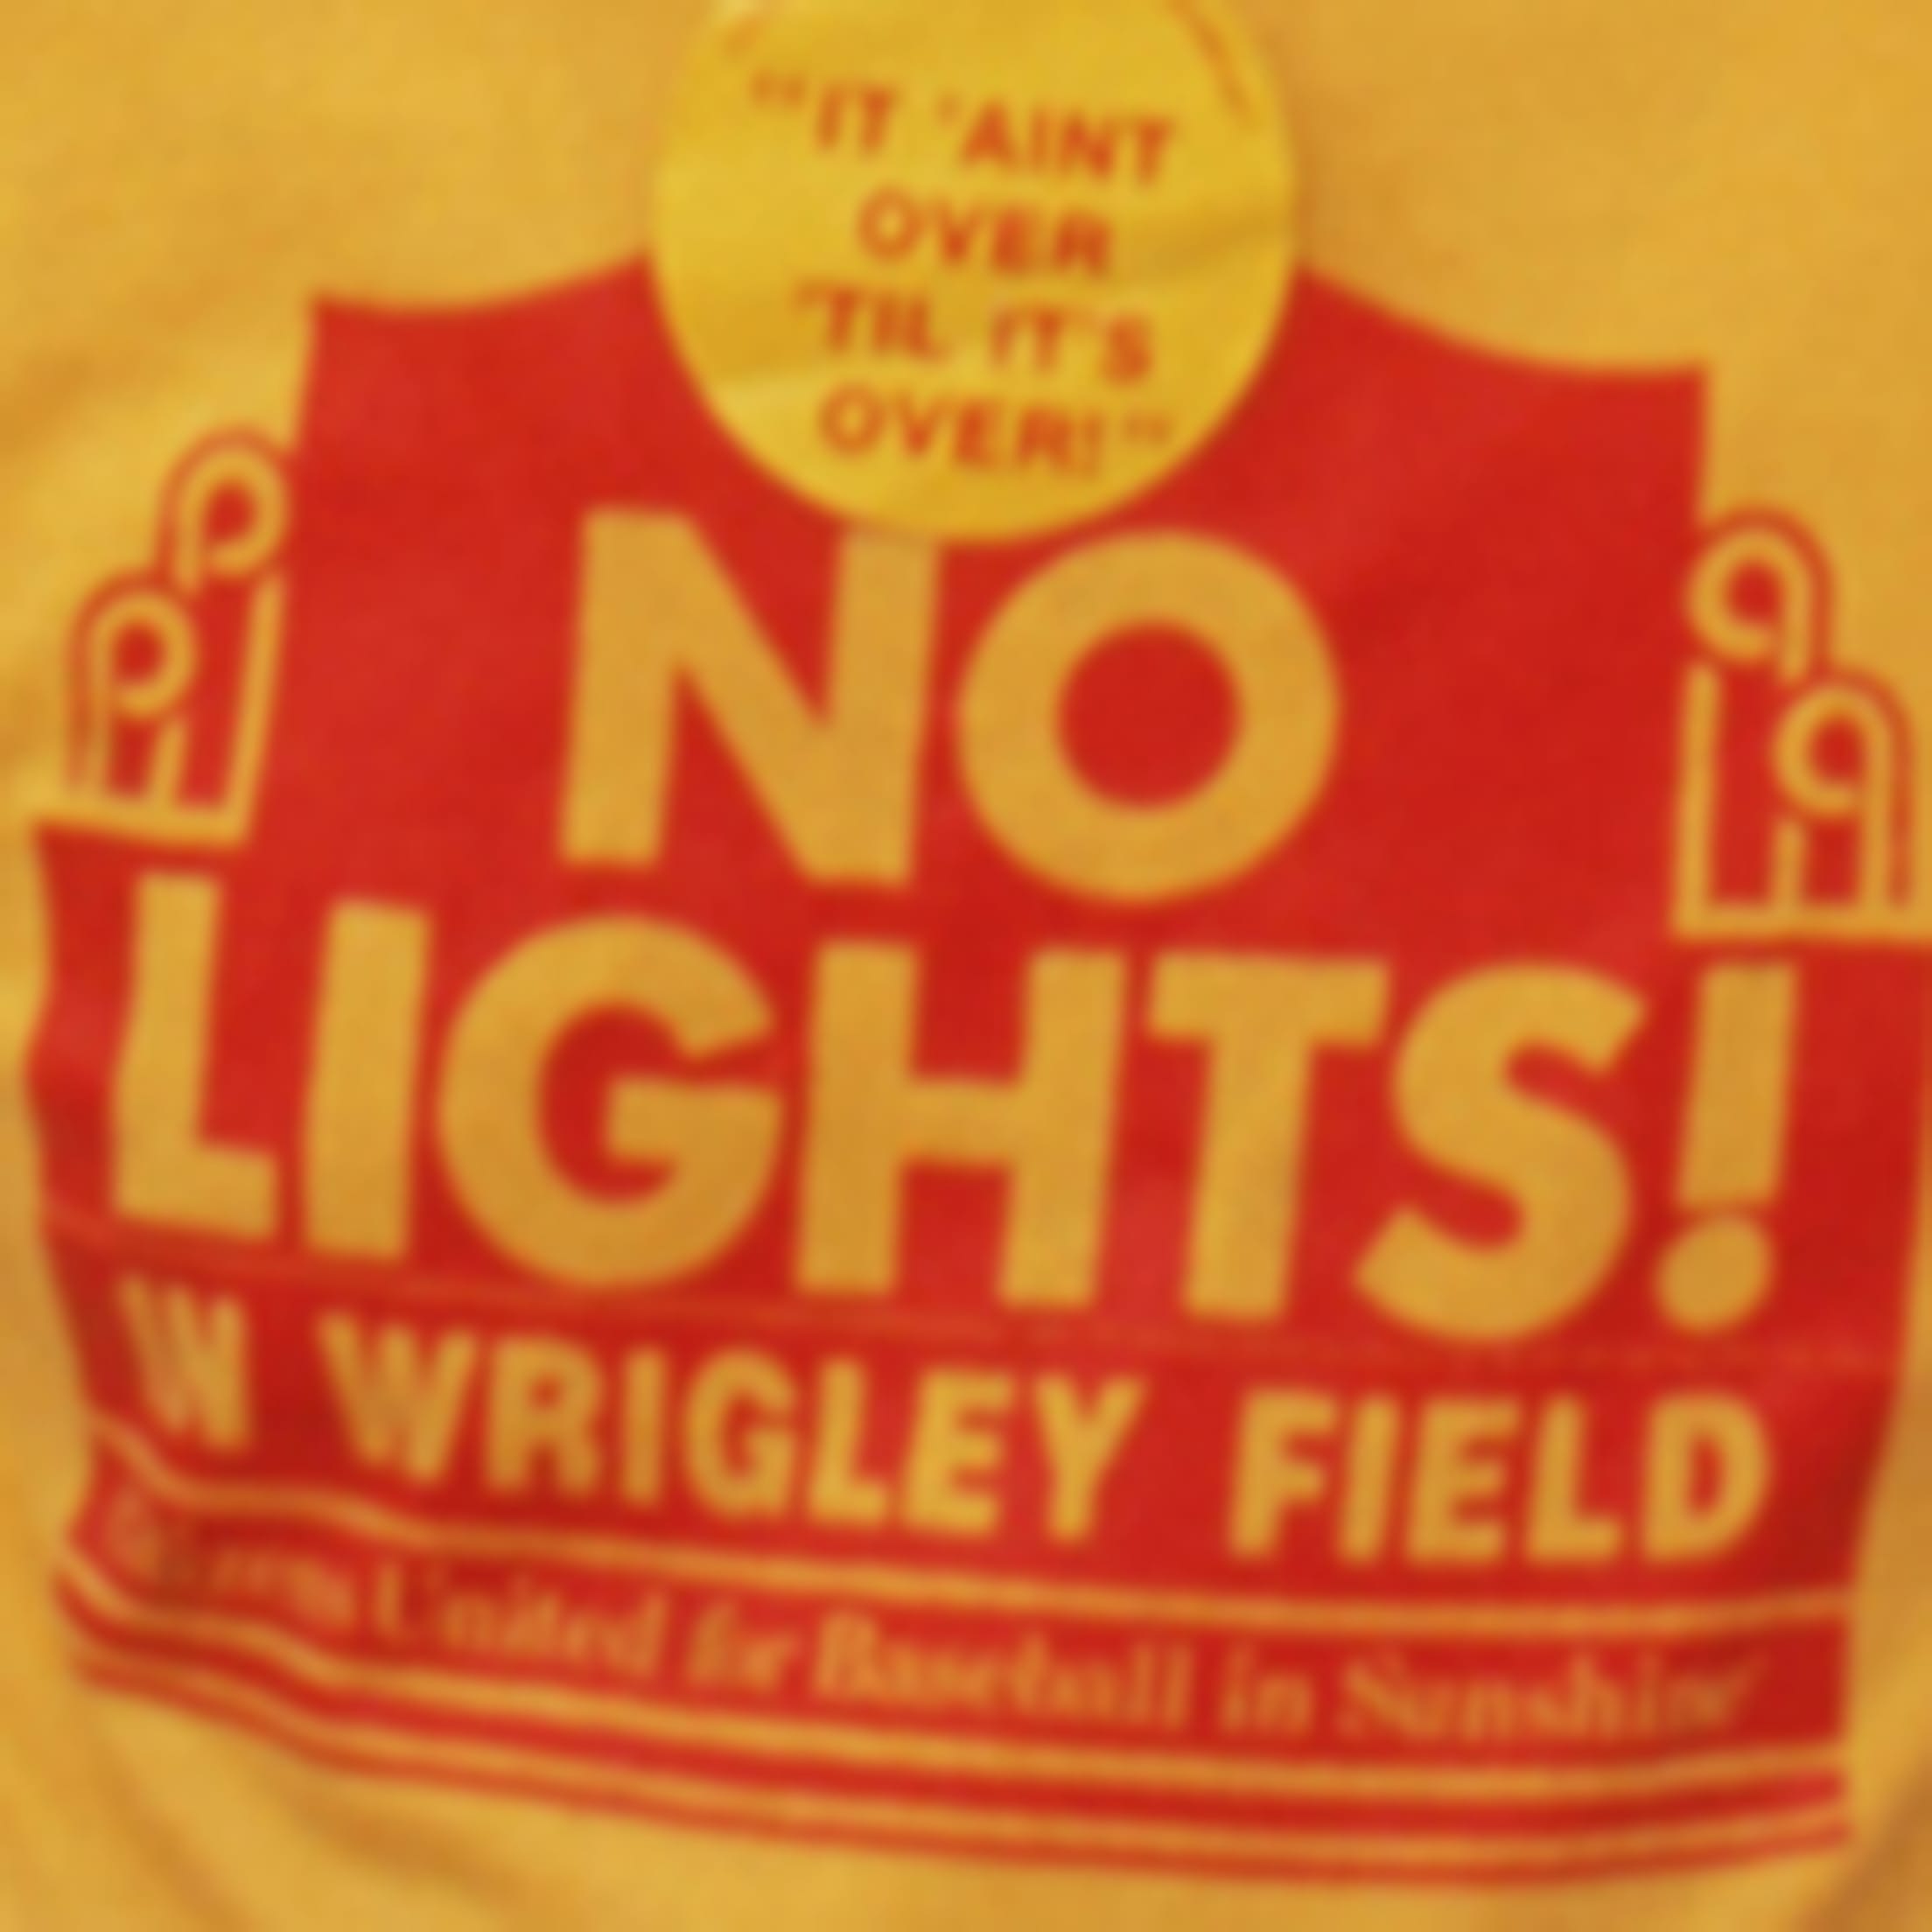 "IT 'AINT
OVER
'TIL IT'S
OVER!"
NO
LIGHTS!
WRIGLEY FIELD
United for Baseball in Sunshine